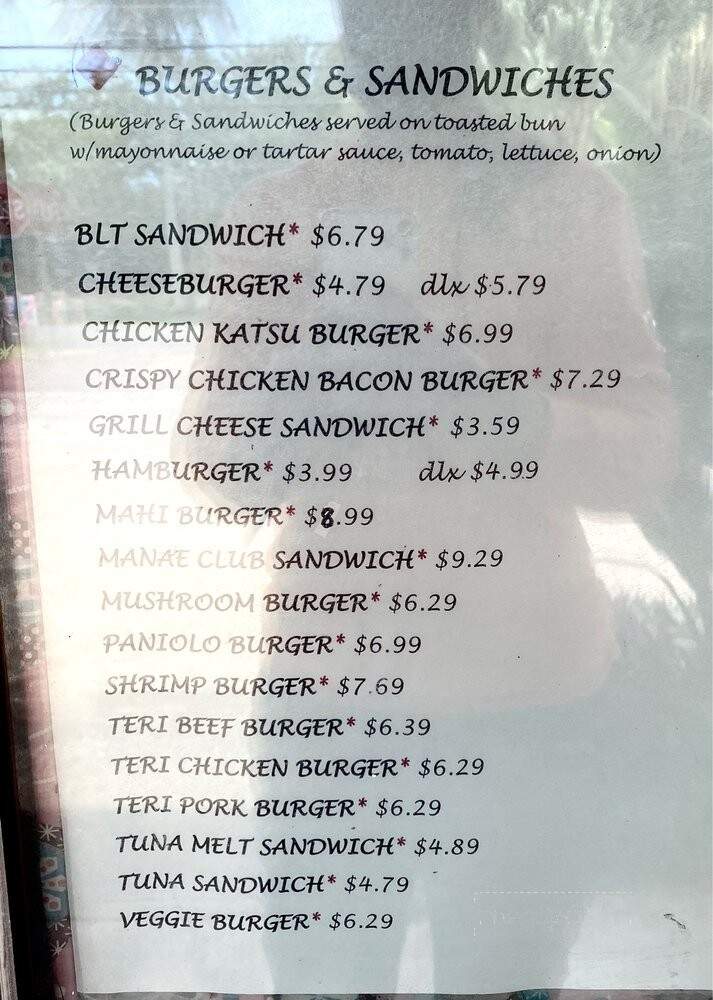 BURGERS & SANDWICHES
(Burgers & Sandwiches served on toasted bun
w/mayonnaise or tartar sauce, tomato, lettuce, onion)
BLT SANDWICH* $6.79
CHEESEBURGER* $4.79 dlx $5.79
CHICKEN KATSU BURGER* $6.99
CRISPY CHICKEN BACON BURGER* $7.29
GRILL CHEESE SANDWICH* $3.59
HAMBURGER* $3.99 dlx $4.99
MAHI BURGER* $8.99
MANAE CLUB SANDWICH* $9.29
MUSHROOM BURGER* $6.29
PANIOLO BURGER* $6.99
SHRIMP BURGER* $7.69
TERI BEEF BURGER* $6.39
TERI CHICKEN BURGER* $6.29
TERI PORK BURGER* $6.29
TUNA MELT SANDWICH* $4.89
TUNA SANDWICH* $4.79
VEGGIE BURGER* $6.29